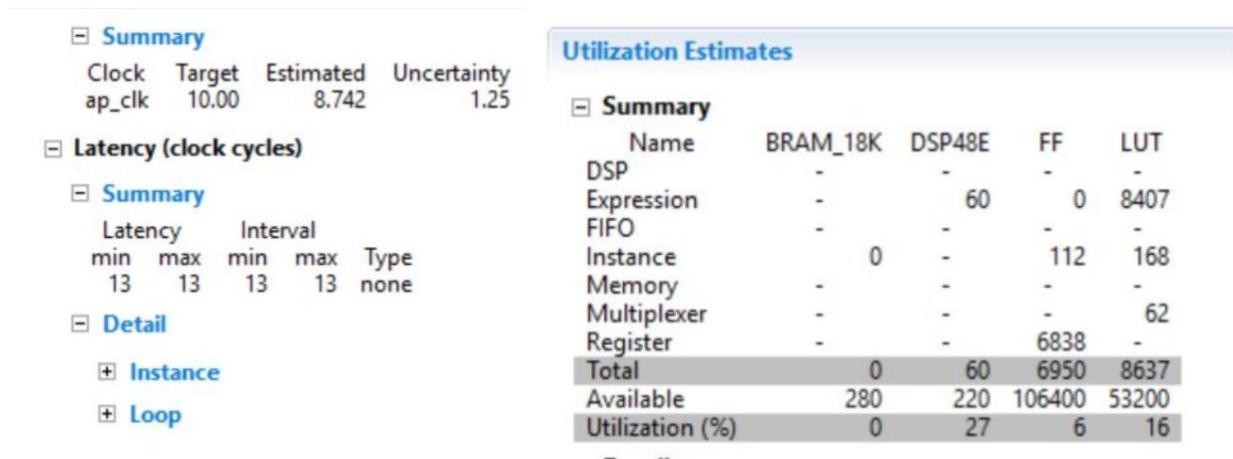 Summary
Clock Target Estimated Uncertainty
ap_clk 10.00 8.742 1.25
Latency (clock cycles)
Summary
Latency Interval
min max min max Type
13 13 13 13 none
Detail
Instance
Loop
Utilization Estimates
Summary
Name BRAM_18K DSP48E FF LUT
DSP - - - -
Expression - 60 0 8407
FIFO - - - -
Instance 0 - 112 168
Memory - - - -
Multiplexer - - - 62
Register - - 6838 -
Total 0 60 6950 8637
Available 280 220 106400 53200
Utilization (%) 0 27 6 16